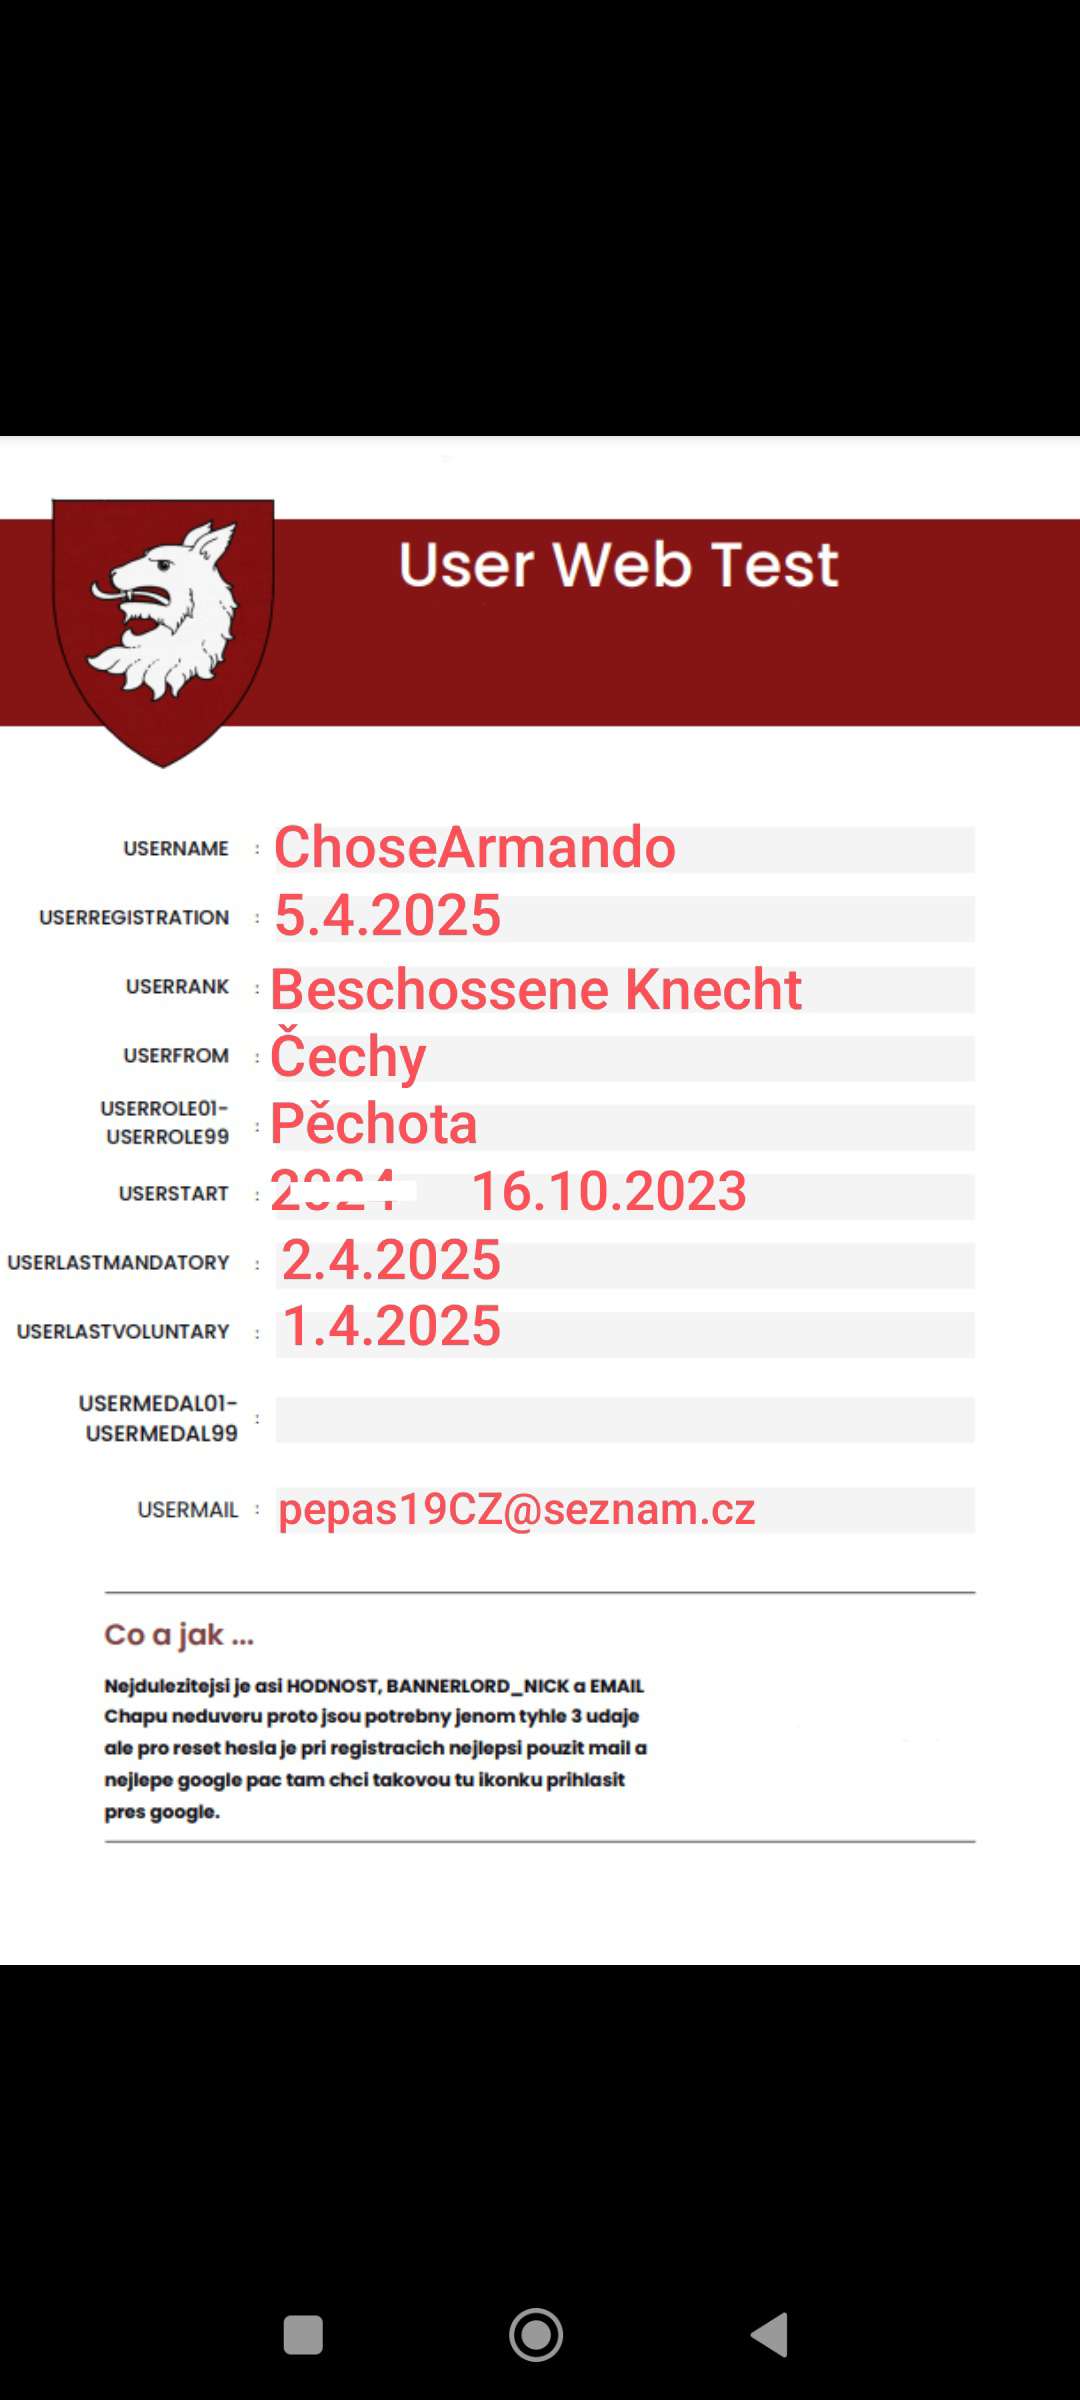 User Web Test
USERNAME : ChoseArmando
USERREGISTRATION : 5.4.2025
USERRANK : Beschossene Knecht
USERFROM : Čechy
USERROLE01-
USERROLE99 : Pěchota
USERSTART : 2024 16.10.2023
USERLASTMANDATORY : 2.4.2025
USERLASTVOLUNTARY : 1.4.2025
USERMEDAL01-
USERMEDAL99 :
USERMAIL : pepas19CZ@seznam.cz
Co a jak ...
Nejdulezitejsi je asi HODNOST, BANNERLORD_NICK a EMAIL
Chapu neduveru proto jsou potrebny jenom tyhle 3 udaje
ale pro reset hesla je pri registracich nejlepsi pouzit mail a
nejlepe google pac tam chci takovou tu ikonku prihlasit
pres google.